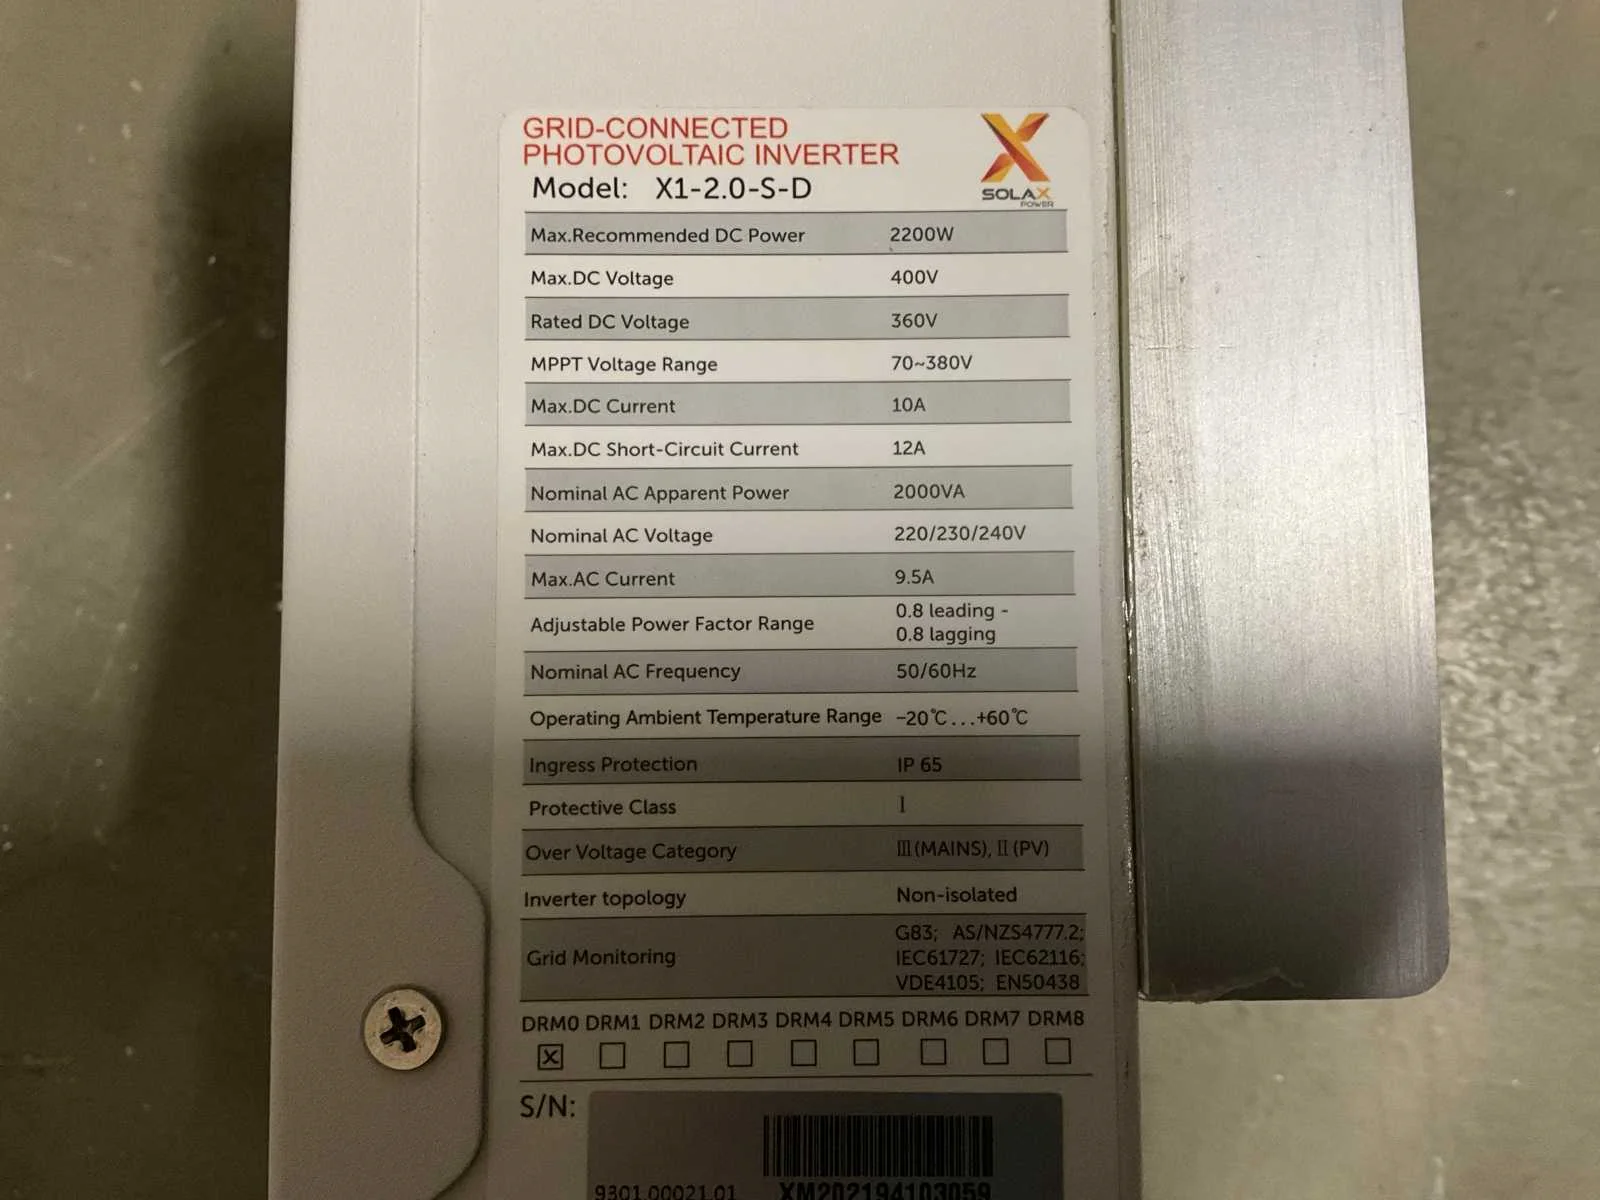 GRID-CONNECTED
PHOTOVOLTAIC INVERTER
Model: X1-2.0-S-D
SOLAX
POWER
Max.Recommended DC Power 2200W
Max.DC Voltage 400V
Rated DC Voltage 360V
MPPT Voltage Range 70~380V
Max.DC Current 10A
Max.DC Short-Circuit Current 12A
Nominal AC Apparent Power 2000VA
Nominal AC Voltage 220/230/240V
Max.AC Current 9.5A
Adjustable Power Factor Range 0.8 leading -
0.8 lagging
Nominal AC Frequency 50/60Hz
Operating Ambient Temperature Range -20℃...+60℃
Ingress Protection IP 65
Protective Class I
Over Voltage Category Ⅲ(MAINS), Ⅱ(PV)
Inverter topology Non-isolated
Grid Monitoring G83; AS/NZS4777.2;
IEC61727; IEC62116;
VDE4105; EN50438
DRM0 DRM1 DRM2 DRM3 DRM4 DRM5 DRM6 DRM7 DRM8
S/N:
9301.00021.01 XM202194103059